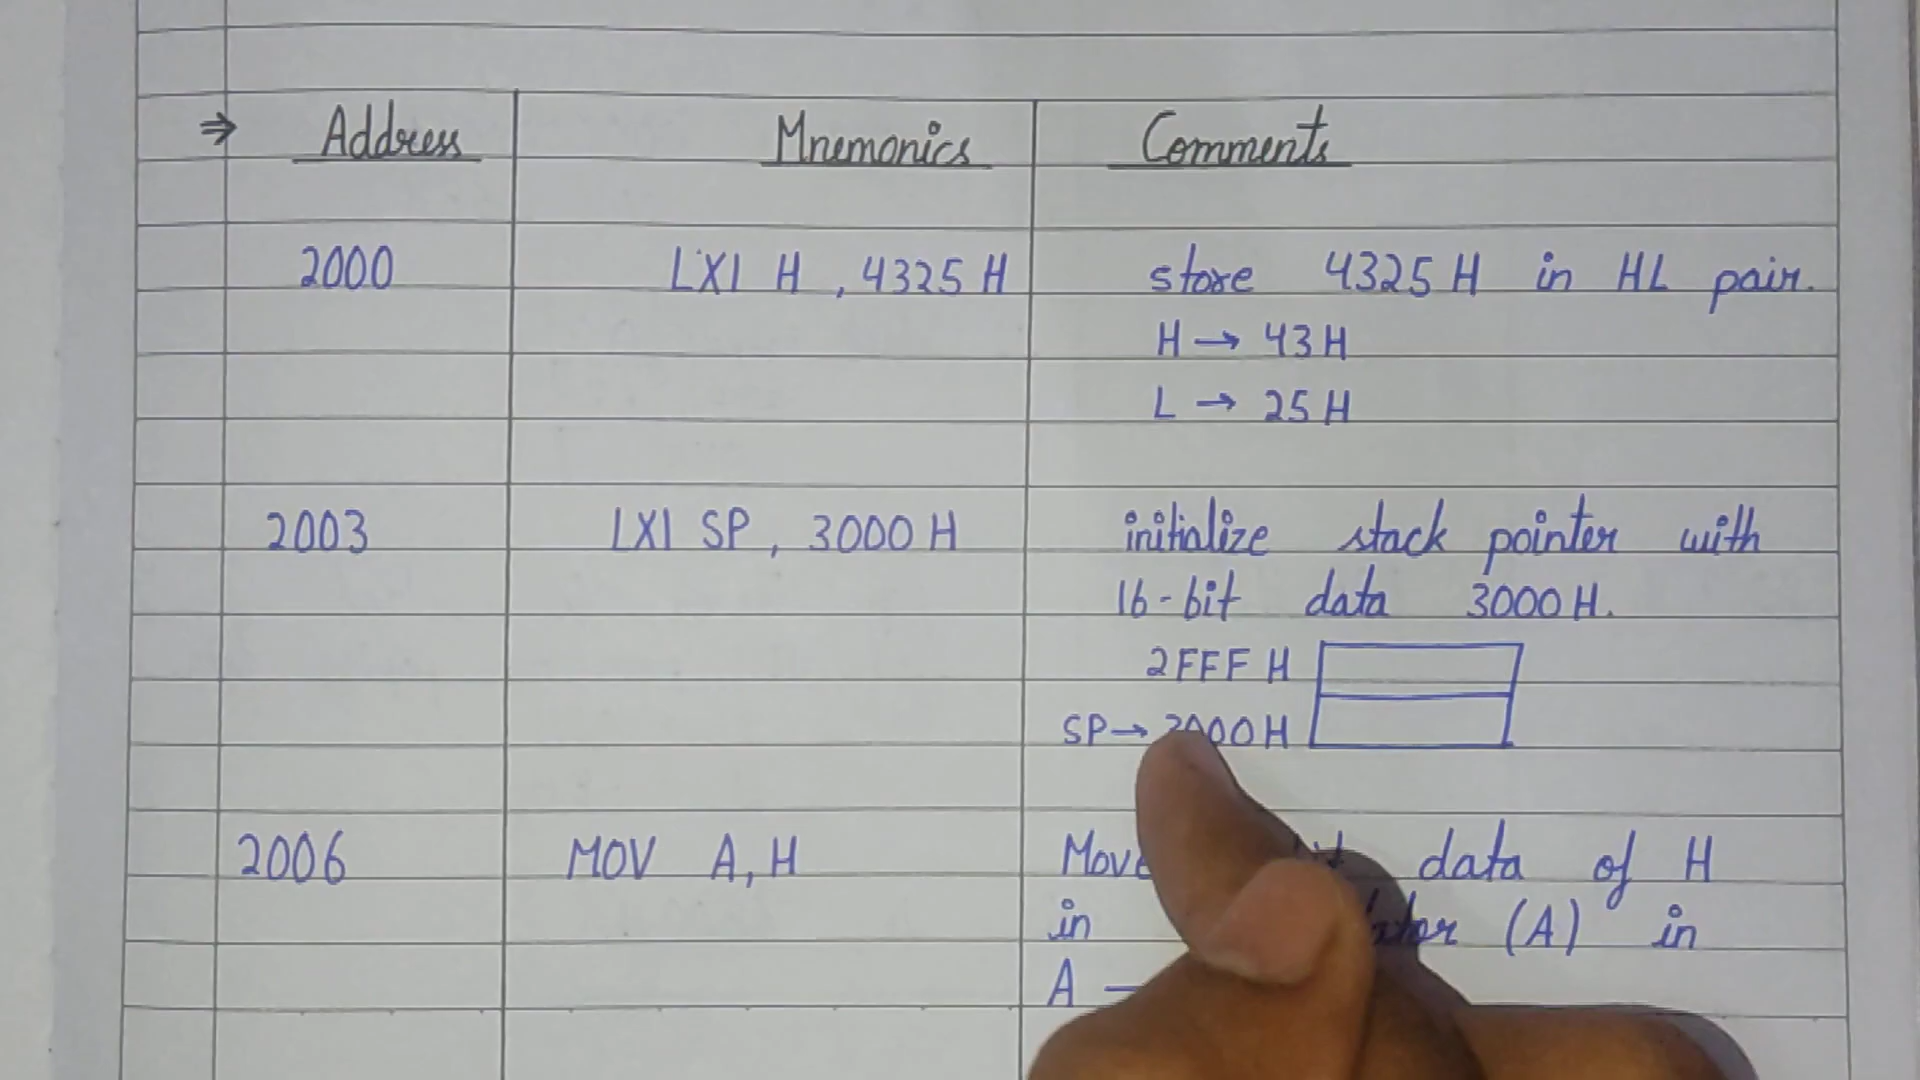 ⇒ Address Mnemonics Comments
2000 LXI H , 4325 H store 4325 H in HL pair.
H → 43 H
L → 25 H
2003 LXI SP , 3000 H initialize stack pointer with
16-bit data 3000 H.
2FFF H
SP → 3000 H
2006 MOV A, H Move data of H
in (A) in
A